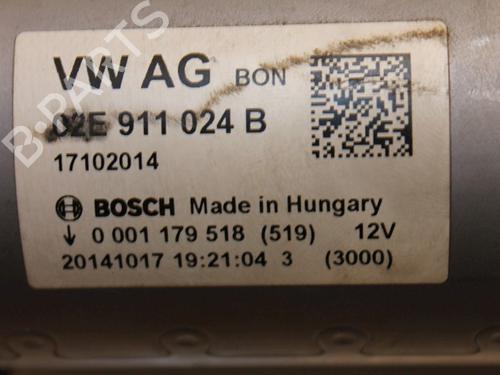 VW AG BON
02E 911 024 B
17102014
BOSCH Made in Hungary
↓ 0 001 179 518 (519) 12V
20141017 19:21:04 3 (3000)
B-PARTS